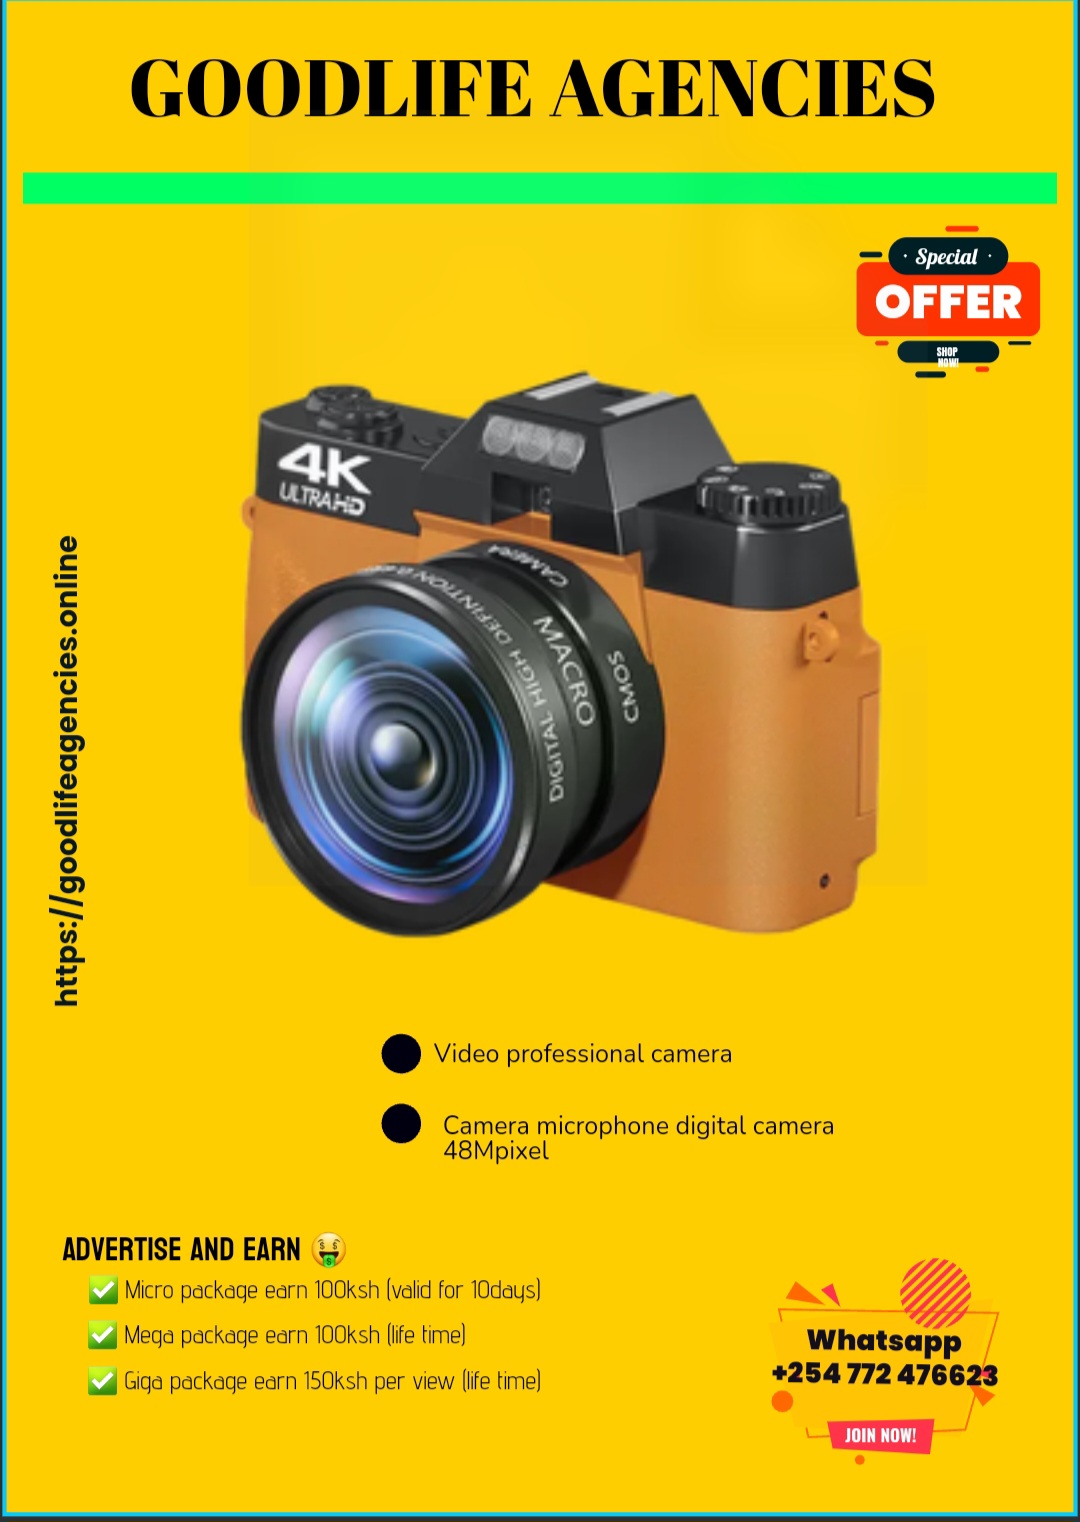 GOODLIFE AGENCIES
Special
OFFER
SHOP
NOW!
4K
ULTRA HD
CAMERA
DIGITAL HIGH DEFINITION
MACRO
CMOS
https://goodlifeagencies.online
Video professional camera
Camera microphone digital camera
48Mpixel
ADVERTISE AND EARN 🤑
✅ Micro package earn 100ksh (valid for 10days)
✅ Mega package earn 100ksh (life time)
✅ Giga package earn 150ksh per view (life time)
Whatsapp
+254 772 476623
JOIN NOW!